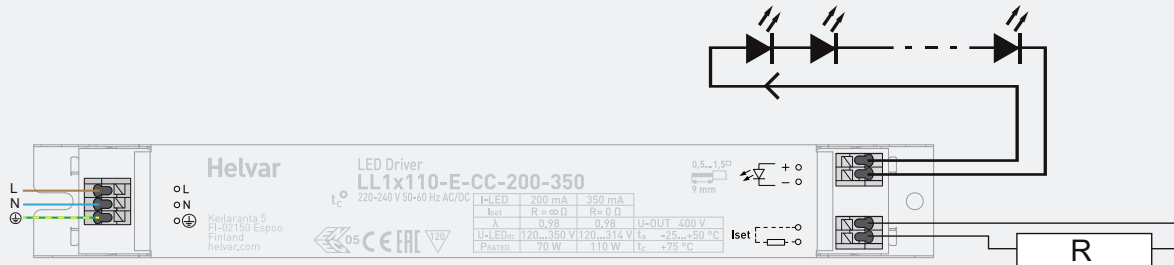 L
N
L
N
Helvar
Keilaranta 5
FI-02150 Espoo
Finland
helvar.com
LED Driver
LL1x110-E-CC-200-350
tc° 220-240 V 50-60 Hz AC/DC
I-LED 200 mA 350 mA
Iset R = ∞ Ω R= 0 Ω
λ 0,98 0,98 U-OUT 400 V
U-LEDDC 120...350 V 120...314 V ta -25...+50 °C
PRATED 70 W 110 W tc +75 °C
05 CE EAC 120
0,5...1,5□
9 mm
+
−
Iset
R